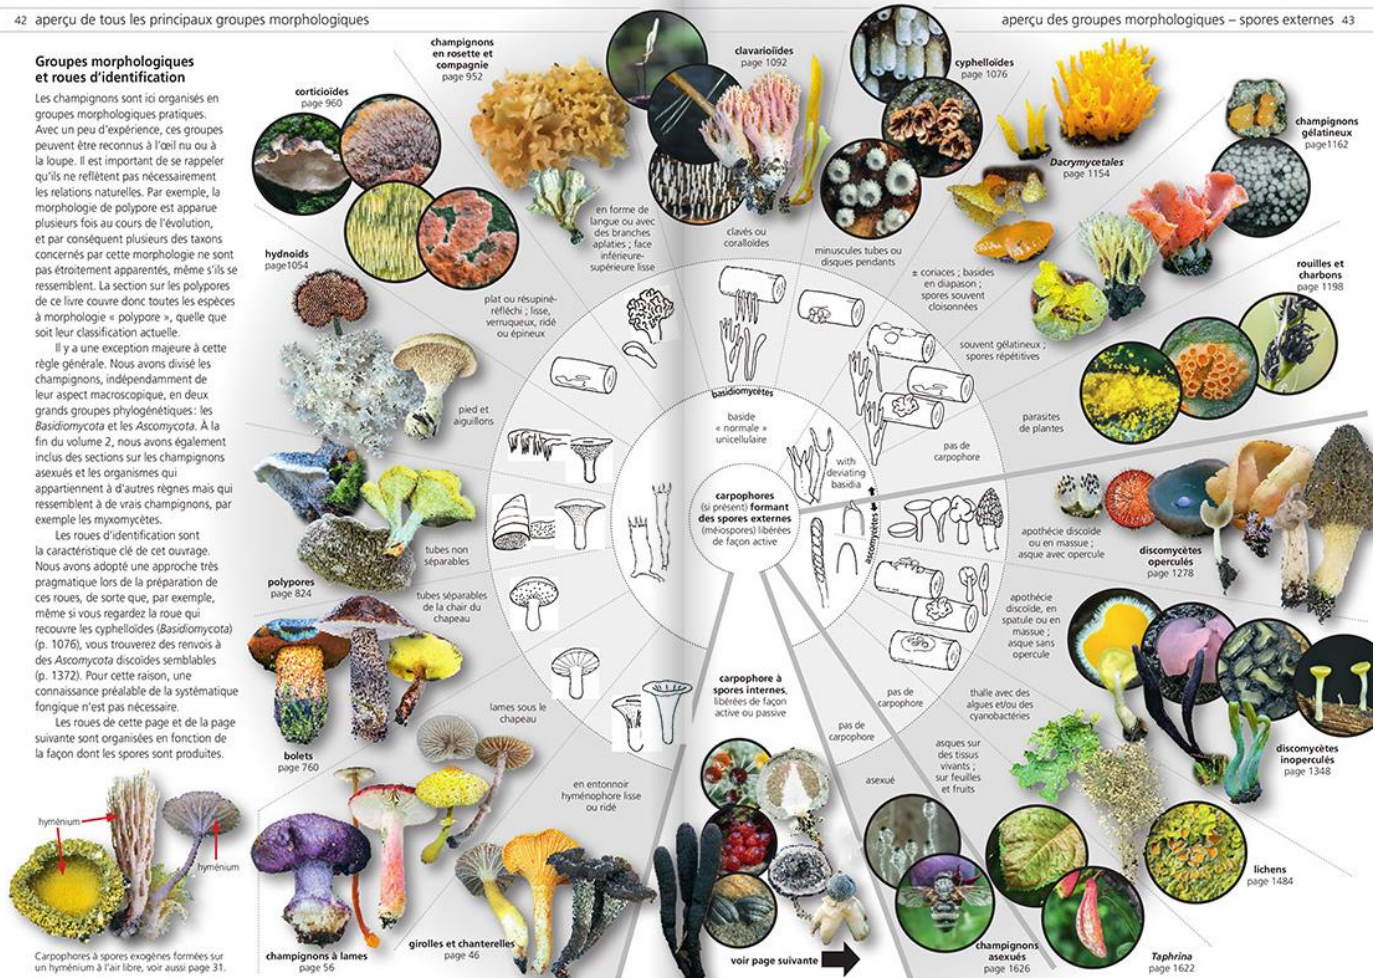 42 aperçu de tous les principaux groupes morphologiques
aperçu des groupes morphologiques – spores externes 43
Groupes morphologiques
et roues d'identification
Les champignons sont ici organisés en
groupes morphologiques pratiques.
Avec un peu d'expérience, ces groupes
peuvent être reconnus à l'œil nu ou à
la loupe. Il est important de se rappeler
qu'ils ne reflètent pas nécessairement
les relations naturelles. Par exemple, la
morphologie de polypore est apparue
plusieurs fois au cours de l'évolution,
et par conséquent plusieurs des taxons
concernés par cette morphologie ne sont
pas étroitement apparentés, même s'ils se
ressemblent. La section sur les polypores
de ce livre couvre donc toutes les espèces
à morphologie « polypore », quelle que
soit leur classification actuelle.
Il y a une exception majeure à cette
règle générale. Nous avons divisé les
champignons, indépendamment de
leur aspect macroscopique, en deux
grands groupes phylogénétiques : les
Basidiomycota et les Ascomycota. À la
fin du volume 2, nous avons également
inclus des sections sur les champignons
asexués et les organismes qui
appartiennent à d'autres règnes mais qui
ressemblent à de vrais champignons, par
exemple les myxomycètes.
Les roues d'identification sont
la caractéristique clé de cet ouvrage.
Nous avons adopté une approche très
pragmatique lors de la préparation de
ces roues, de sorte que, par exemple,
même si vous regardez la roue qui
recouvre les cyphelloïdes (Basidiomycota)
(p. 1076), vous trouverez des renvois à
des Ascomycota discoïdes semblables
(p. 1372). Pour cette raison, une
connaissance préalable de la systématique
fongique n'est pas nécessaire.
Les roues de cette page et de la page
suivante sont organisées en fonction de
la façon dont les spores sont produites.
hyménium
hyménium
Carpophores à spores exogènes formées sur
un hyménium à l'air libre, voir aussi page 31.
champignons
en rosette et
compagnie
page 952
corticioïdes
page 960
hydnoïds
page1054
polypores
page 824
bolets
page 760
champignons à lames
page 56
girolles et chanterelles
page 46
clavarioïides
page 1092
cyphelloïdes
page 1076
Dacrymycetales
page 1154
champignons
gélatineux
page1162
rouilles et
charbons
page 1198
discomycètes
operculés
page 1278
discomycètes
inoperculés
page 1348
lichens
page 1484
Taphrina
page 1622
champignons
asexués
page 1626
voir page suivante
en forme de
langue ou avec
des branches
aplaties ; face
inférieure-
supérieure lisse
plat ou résupiné-
réfléchi ; lisse,
verruqueux, ridé
ou épineux
pied et
aiguillons
tubes non
séparables
tubes séparables
de la chair du
chapeau
lames sous le
chapeau
en entonnoir
hyménophore lisse
ou ridé
clavés ou
coralloïdes
minuscules tubes ou
disques pendants
± coriaces ; basides
en diapason ;
spores souvent
cloisonnées
souvent gélatineux ;
spores répétitives
parasites
de plantes
pas de
carpophore
basidiomycètes
baside
« normale »
unicellulaire
with
deviating
basidia
ascomycètes
carpophores
(si présent) formant
des spores externes
(méiospores) libérées
de façon active
apothécie discoïde
ou en massue ;
asque avec opercule
apothécie
discoïde, en
spatule ou en
massue ;
asque sans
opercule
thalle avec des
algues et/ou des
cyanobactéries
pas de
carpophore
asques sur
des tissus
vivants ;
sur feuilles
et fruits
pas de
carpophore
asexué
carpophore à
spores internes,
libérées de façon
active ou passive